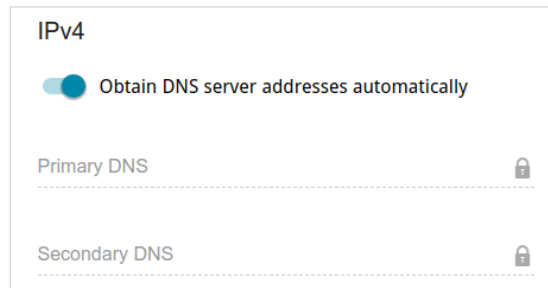 IPv4
Obtain DNS server addresses automatically
Primary DNS
Secondary DNS